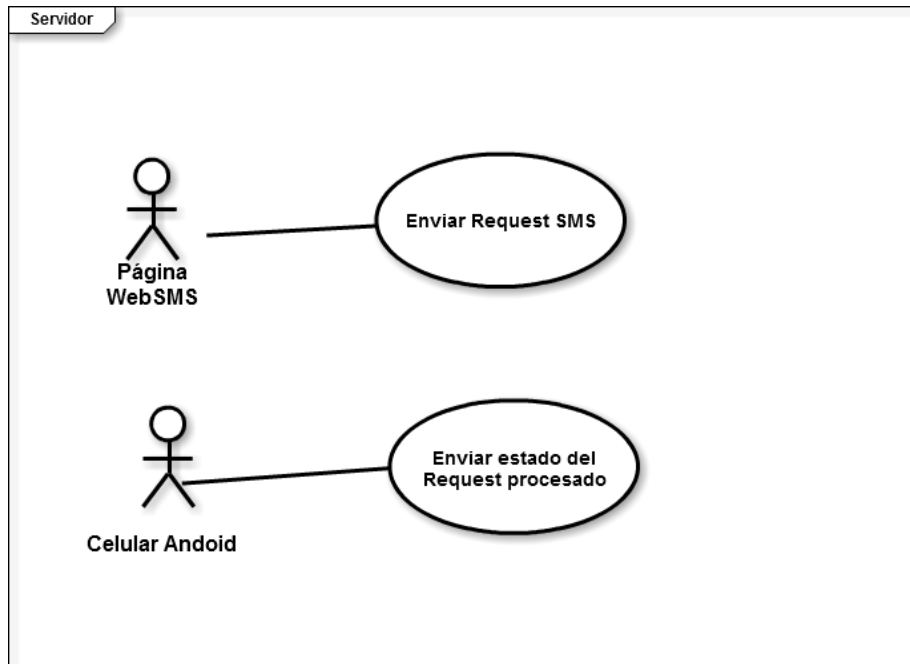 Servidor
Enviar Request SMS
Página
WebSMS
Enviar estado del
Request procesado
Celular Andoid